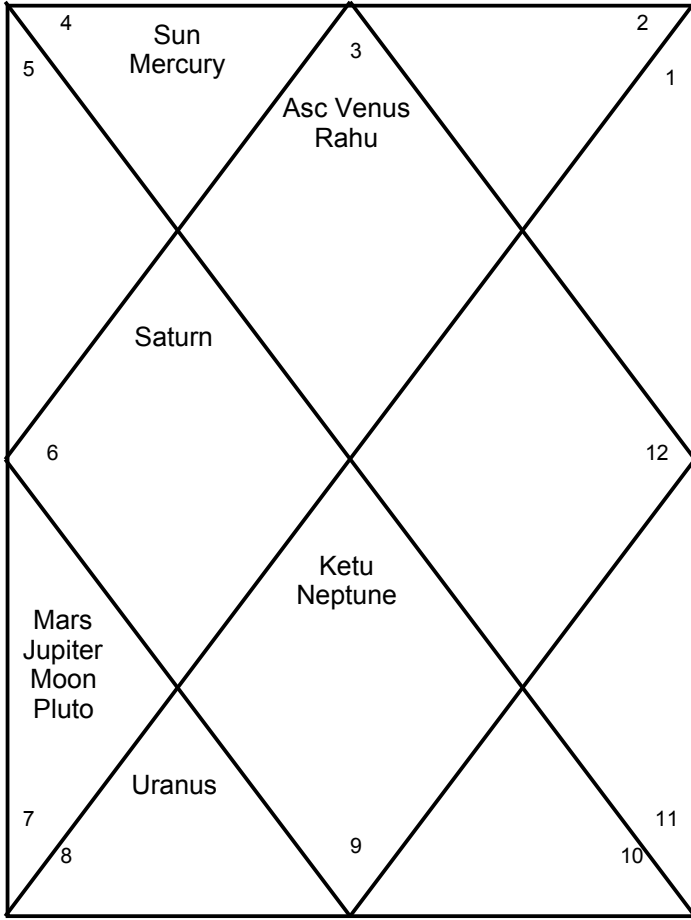 4
Sun
Mercury
3
2
5
1
Asc Venus
Rahu
Saturn
6
12
Ketu
Neptune
Mars
Jupiter
Moon
Pluto
Uranus
7
11
8
9
10